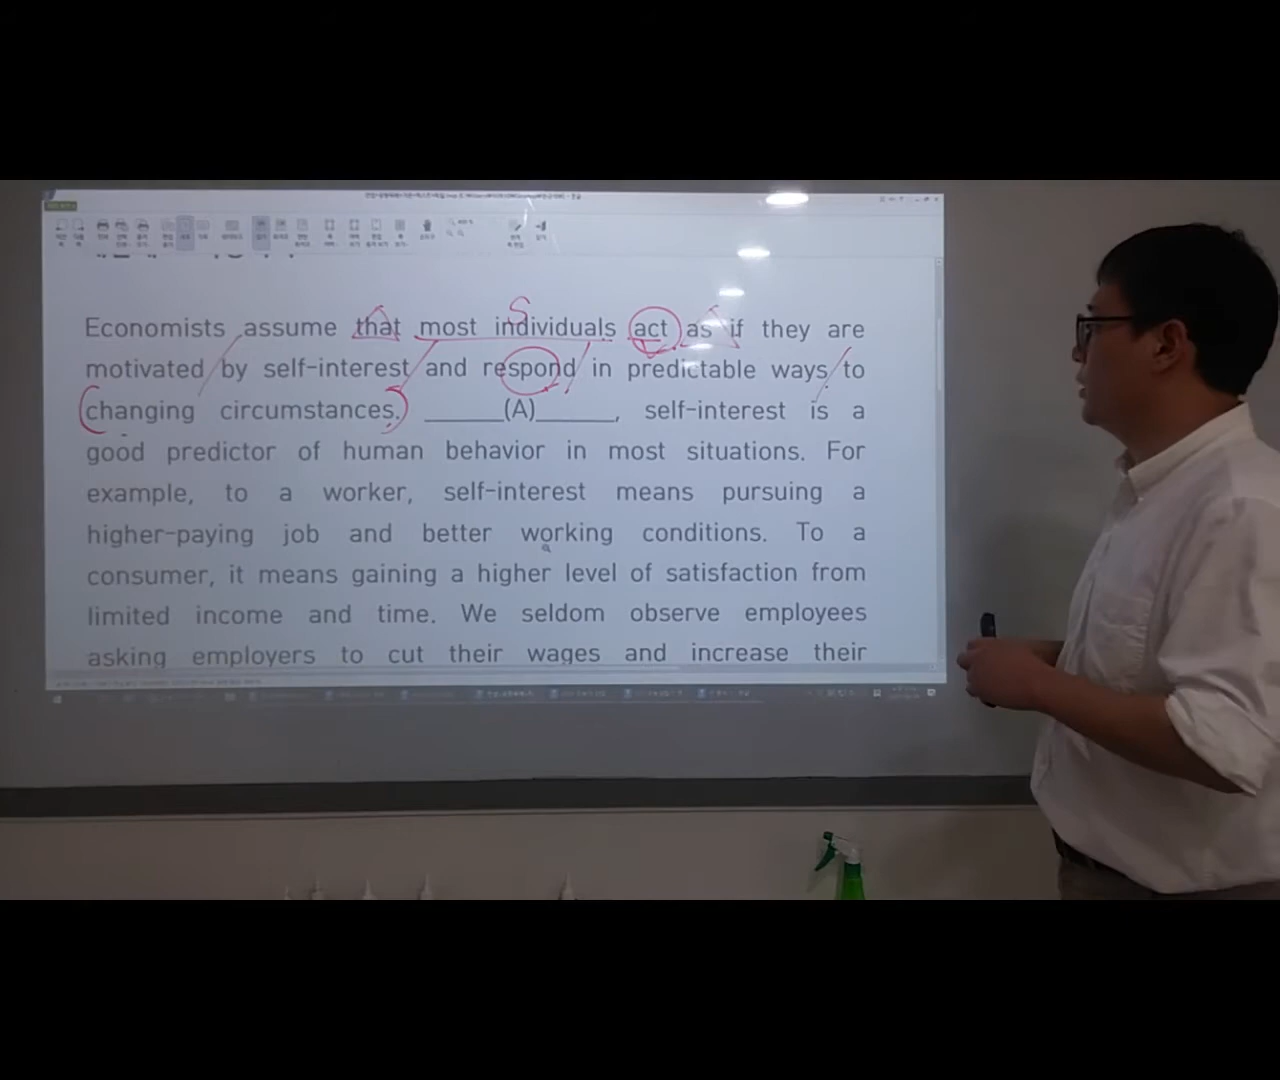 S
Economists assume that most individuals act as if they are
motivated by self-interest and respond in predictable ways to
changing circumstances. ______(A)______, self-interest is a
good predictor of human behavior in most situations. For
example, to a worker, self-interest means pursuing a
higher-paying job and better working conditions. To a
consumer, it means gaining a higher level of satisfaction from
limited income and time. We seldom observe employees
asking employers to cut their wages and increase their